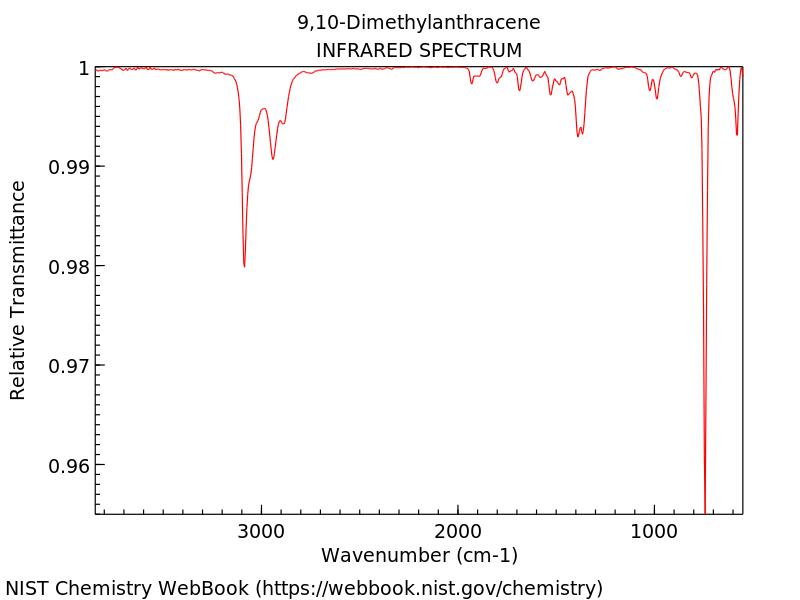 9,10-Dimethylanthracene
INFRARED SPECTRUM
1
0.99
0.98
0.97
0.96
Relative Transmittance
3000 2000 1000
Wavenumber (cm-1)
NIST Chemistry WebBook (https://webbook.nist.gov/chemistry)